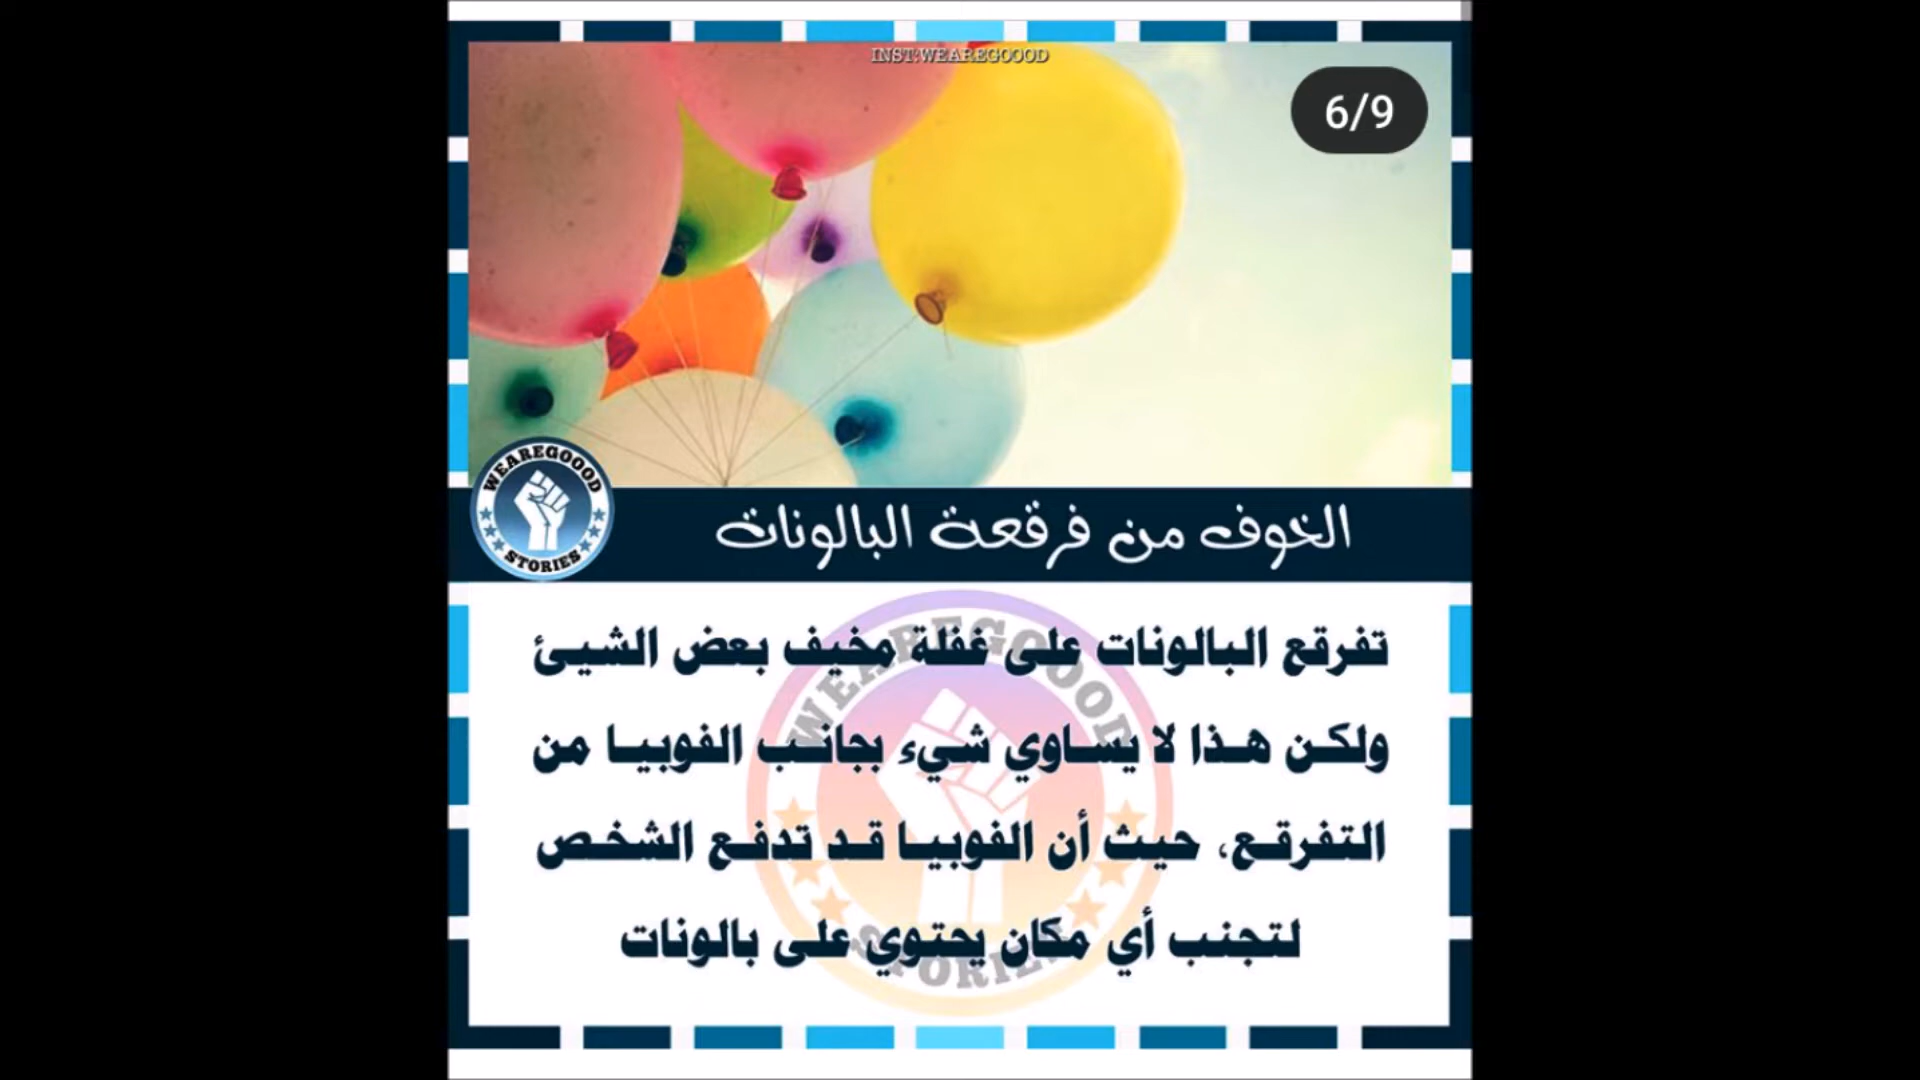 INST:WEAREGOOOD
6/9
WEAREGOOOD
STORIES
الخوف من فرقعة البالونات
تفرقع البالونات على غفلة مخيف بعض الشيئ
ولكن هذا لا يساوي شيء بجانب الفوبيا من
التفرقع، حيث أن الفوبيا قد تدفع الشخص
لتجنب أي مكان يحتوي على بالونات
WEAREGOOOD
STORIES